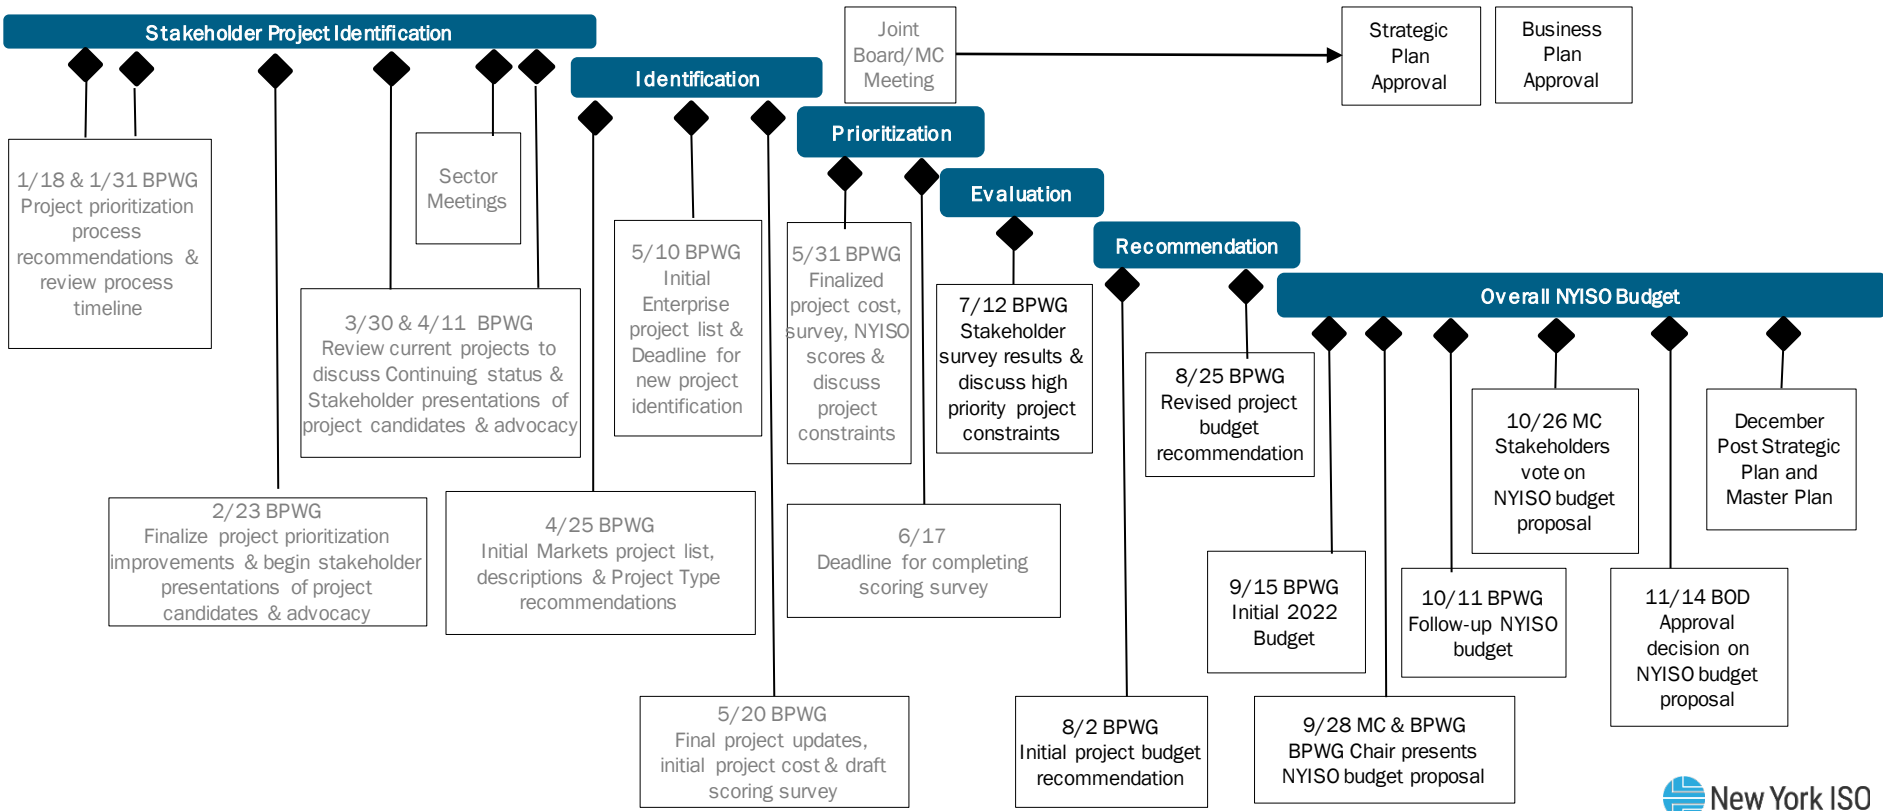 Stakeholder Project Identification
Joint
Board/MC
Meeting
Strategic
Plan
Approval
Business
Plan
Approval
Identification
Prioritization
Evaluation
Recommendation
Overall NYISO Budget
1/18 & 1/31 BPWG
Project prioritization
process
recommendations &
review process
timeline
Sector
Meetings
3/30 & 4/11 BPWG
Review current projects to
discuss Continuing status &
Stakeholder presentations of
project candidates & advocacy
2/23 BPWG
Finalize project prioritization
improvements & begin stakeholder
presentations of project
candidates & advocacy
4/25 BPWG
Initial Markets project list,
descriptions & Project Type
recommendations
5/10 BPWG
Initial
Enterprise
project list &
Deadline for
new project
identification
5/20 BPWG
Final project updates,
initial project cost & draft
scoring survey
5/31 BPWG
Finalized
project cost,
survey, NYISO
scores &
discuss
project
constraints
6/17
Deadline for completing
scoring survey
7/12 BPWG
Stakeholder
survey results &
discuss high
priority project
constraints
8/2 BPWG
Initial project budget
recommendation
8/25 BPWG
Revised project
budget
recommendation
9/15 BPWG
Initial 2022
Budget
9/28 MC & BPWG
BPWG Chair presents
NYISO budget proposal
10/11 BPWG
Follow-up NYISO
budget
10/26 MC
Stakeholders
vote on
NYISO budget
proposal
11/14 BOD
Approval
decision on
NYISO budget
proposal
December
Post Strategic
Plan and
Master Plan
New York ISO